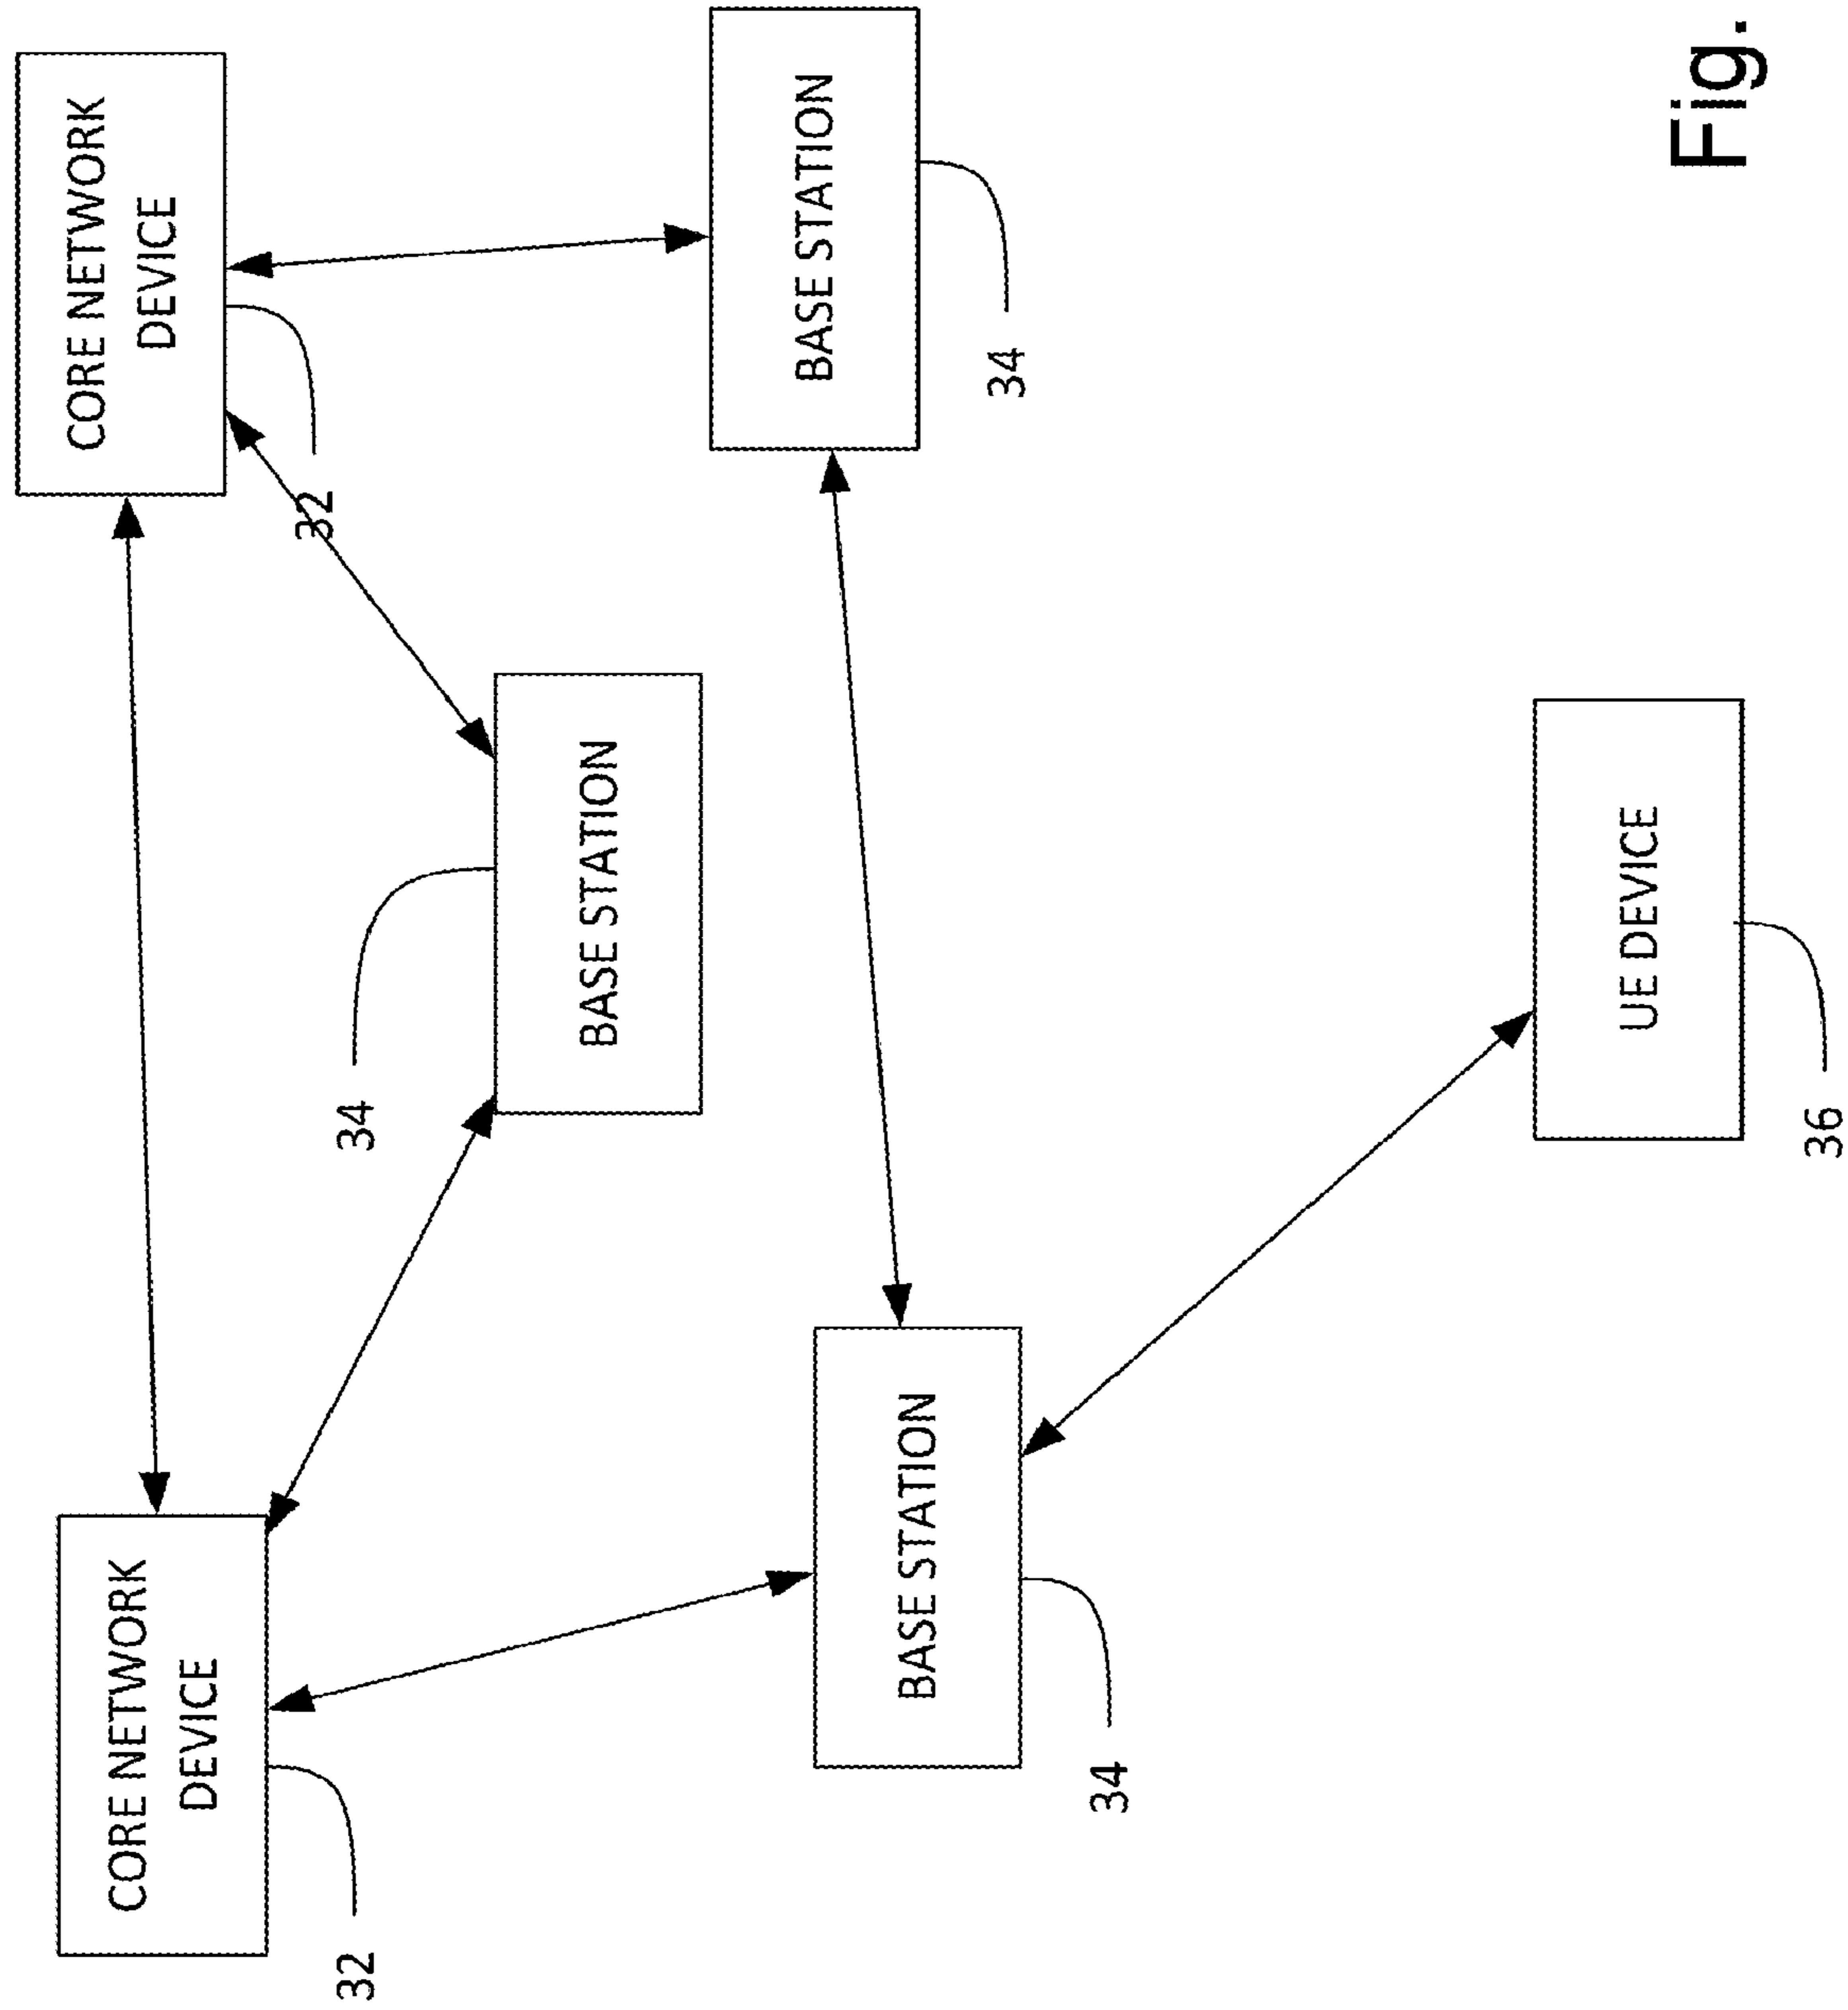 CORE NETWORK
DEVICE
32
CORE NETWORK
DEVICE
32
BASE STATION
34
BASE STATION
34
BASE STATION
34
UE DEVICE
36
Fig.